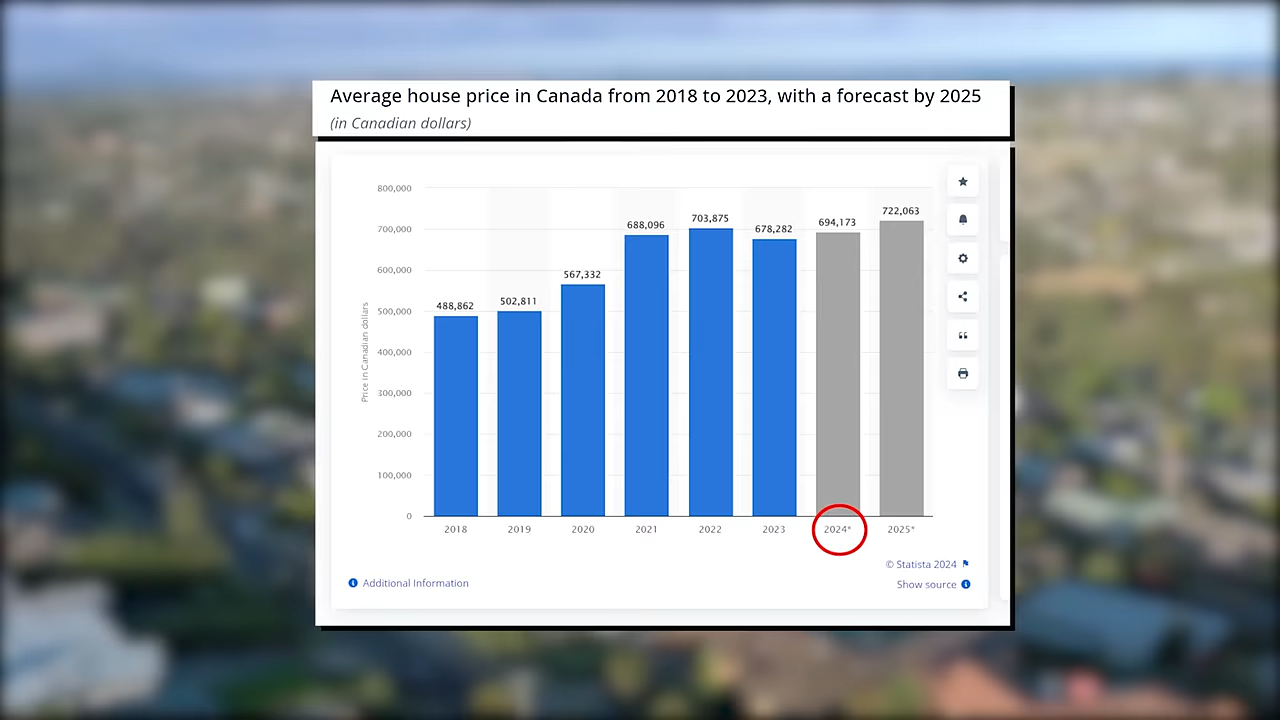 Average house price in Canada from 2018 to 2023, with a forecast by 2025
(in Canadian dollars)
Price in Canadian dollars
800,000
700,000
600,000
500,000
400,000
300,000
200,000
100,000
0
488,862
502,811
567,332
688,096
703,875
678,282
694,173
722,063
2018 2019 2020 2021 2022 2023 2024* 2025*
© Statista 2024
Additional Information
Show source